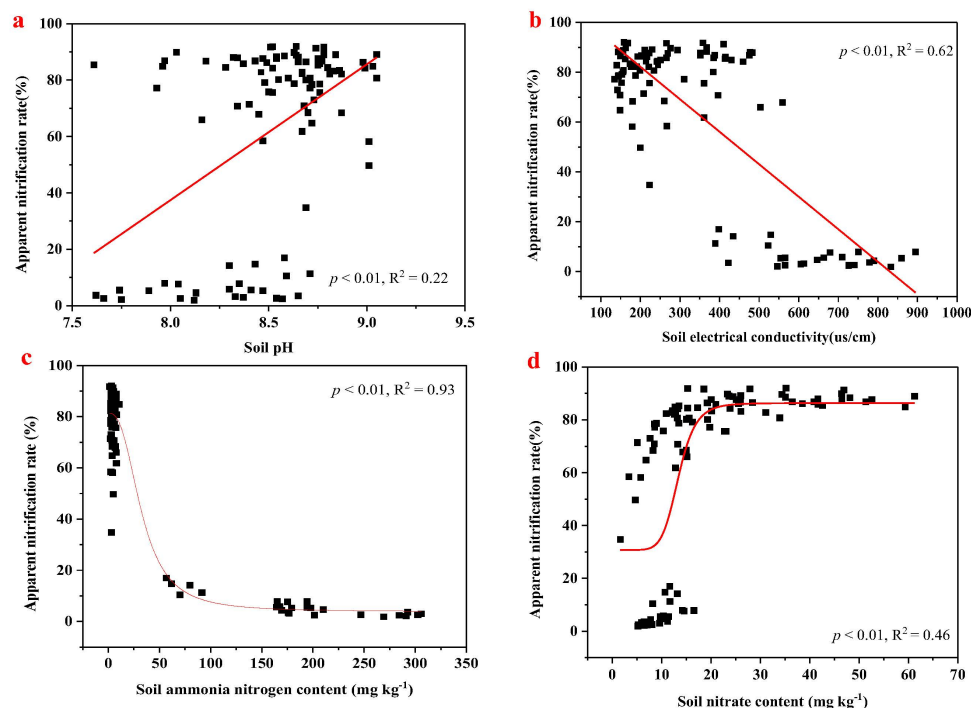 a
Apparent nitrification rate(%)
100
80
60
40
20
0
p < 0.01, R² = 0.22
7.5 8.0 8.5 9.0 9.5
Soil pH
b
Apparent nitrification rate(%)
100
90
80
70
60
50
40
30
20
10
0
p < 0.01, R² = 0.62
100 200 300 400 500 600 700 800 900 1000
Soil electrical conductivity(us/cm)
c
Apparent nitrification rate (%)
100
80
60
40
20
0
p < 0.01, R² = 0.93
0 50 100 150 200 250 300 350
Soil ammonia nitrogen content (mg kg⁻¹)
d
Apparent nitrification rate(%)
100
80
60
40
20
0
p < 0.01, R² = 0.46
0 10 20 30 40 50 60 70
Soil nitrate content (mg kg⁻¹)